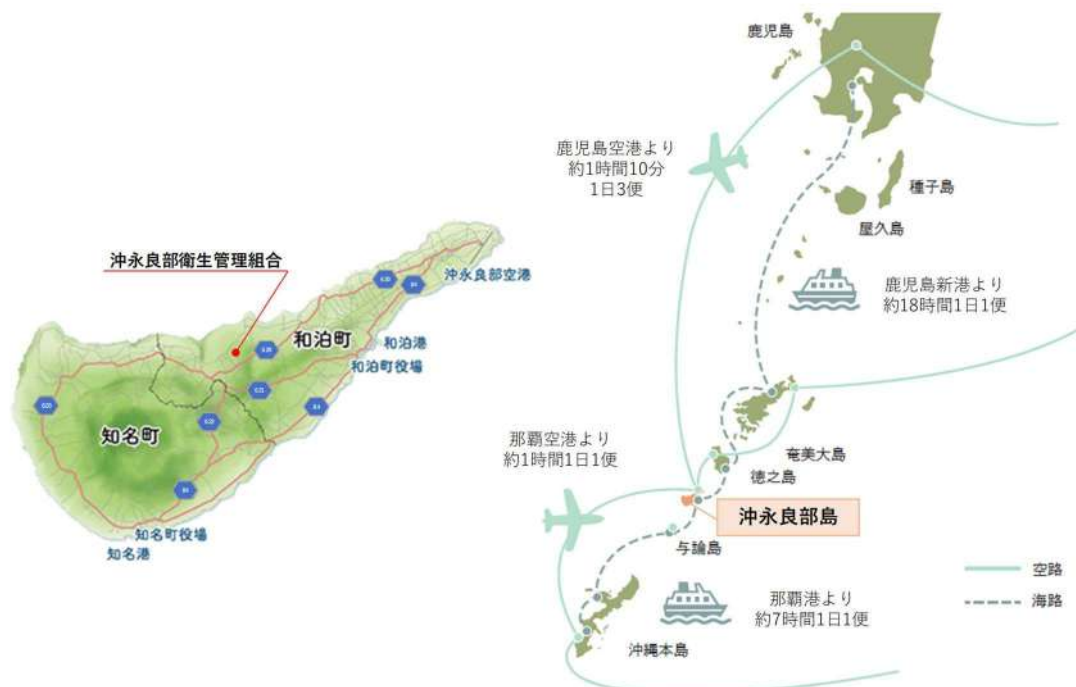 沖永良部衛生管理組合
沖永良部空港
和泊町
和泊港
和泊町役場
知名町
知名町役場
知名港
鹿児島
鹿児島空港より
約1時間10分
1日3便
種子島
屋久島
鹿児島新港より
約18時間1日1便
那覇空港より
約1時間1日1便
奄美大島
徳之島
沖永良部島
与論島
那覇港より
約7時間1日1便
沖縄本島
空路
海路